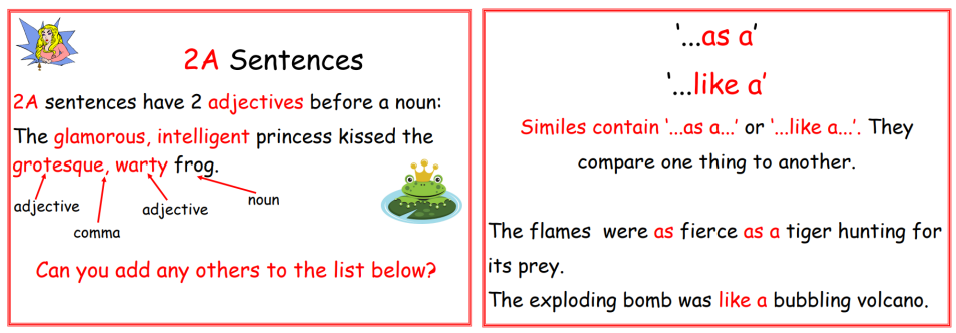 2A Sentences
2A sentences have 2 adjectives before a noun:
The glamorous, intelligent princess kissed the
grotesque, warty frog.
adjective
comma
adjective
noun
Can you add any others to the list below?
‘...as a’
‘...like a’
Similes contain ‘...as a...’ or ‘...like a...’. They
compare one thing to another.
The flames were as fierce as a tiger hunting for
its prey.
The exploding bomb was like a bubbling volcano.